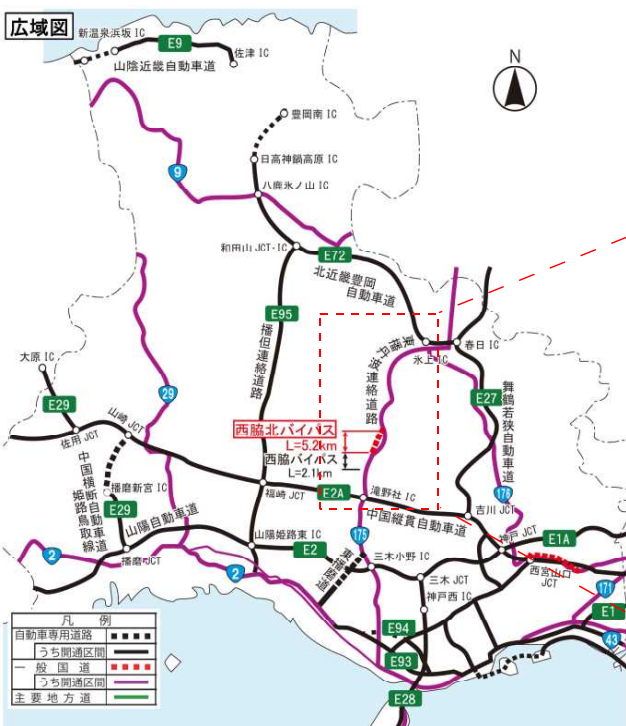 広域図
新温泉浜坂 IC
E9
佐津 IC
山陰近畿自動車道
N
豊岡南 IC
日高神鍋高原 IC
9
八鹿氷ノ山 IC
和田山 JCT・IC
E72
北近畿豊岡
自動車道
E95
播但連絡道路
東播丹波連絡道路
氷上 IC
春日 IC
大原 IC
29
E29
佐用 JCT
山崎 JCT
舞鶴若狭自動車道
E27
西脇北バイパス
L=5.2km
西脇バイパス
L=2.1km
中国横断自動車道
姫路鳥取線
播磨新宮 IC
E29
福崎 JCT
E2A
滝野社 IC
中国縦貫自動車道
176
吉川 JCT
山陽自動車道
山陽姫路東 IC
E2
175
東播磨道
三木小野 IC
神戸 JCT
E1A
2
播磨 JCT
2
三木 JCT
神戸西 IC
西宮山口
JCT
171
E1
43
E94
E93
E28
凡 例
自動車専用道路
うち開通区間
一般国道
うち開通区間
主要地方道